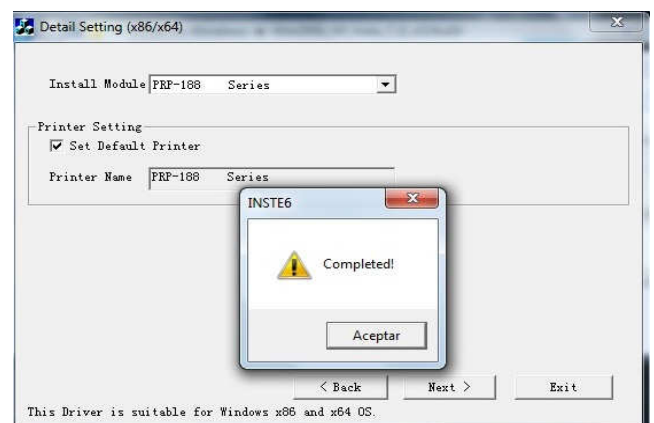 Detail Setting (x86/x64)
Install Module PRP-188 Series
Printer Setting
Set Default Printer
Printer Name PRP-188 Series
INSTE6
Completed!
Aceptar
< Back Next > Exit
This Driver is suitable for Windows x86 and x64 OS.